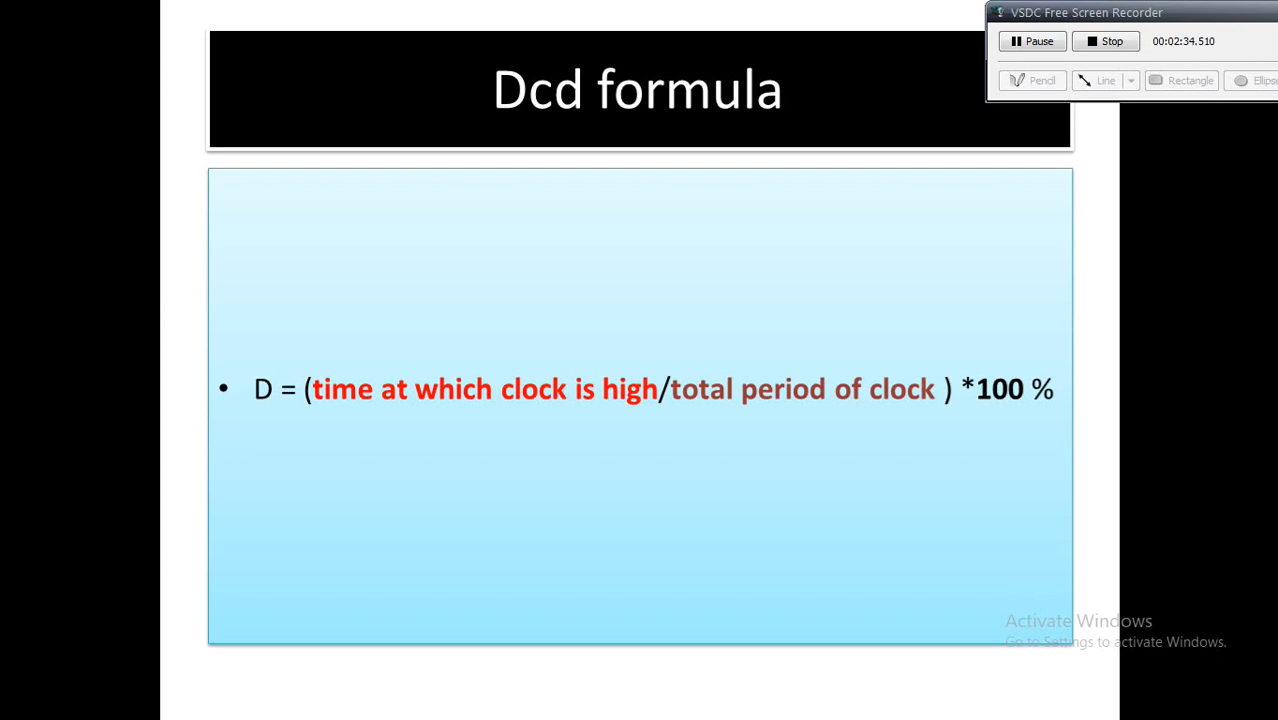 VSDC Free Screen Recorder
Pause Stop 00:02:34.510
Pencil Line Rectangle Ellipse
Dcd formula
• D = (time at which clock is high/total period of clock ) *100 %
Activate Windows
Go to Settings to activate Windows.